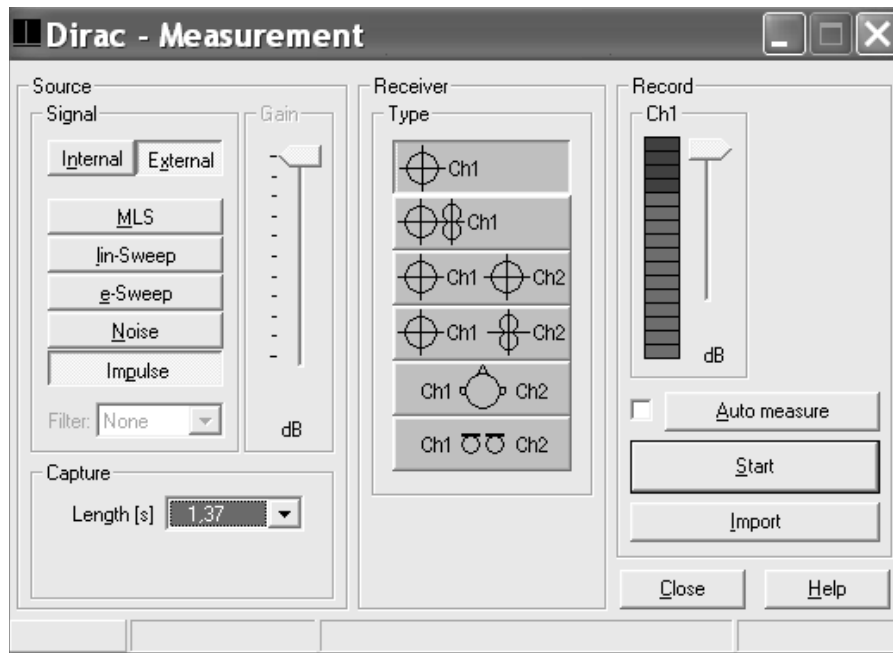 Dirac - Measurement
Source
Signal
Internal
External
MLS
lin-Sweep
e-Sweep
Noise
Impulse
Filter: None
Gain
dB
Capture
Length [s] 1,37
Receiver
Type
Ch1
Ch1
Ch1 Ch2
Ch1 Ch2
Ch1 Ch2
Ch1 Ch2
Record
Ch1
dB
Auto measure
Start
Import
Close
Help